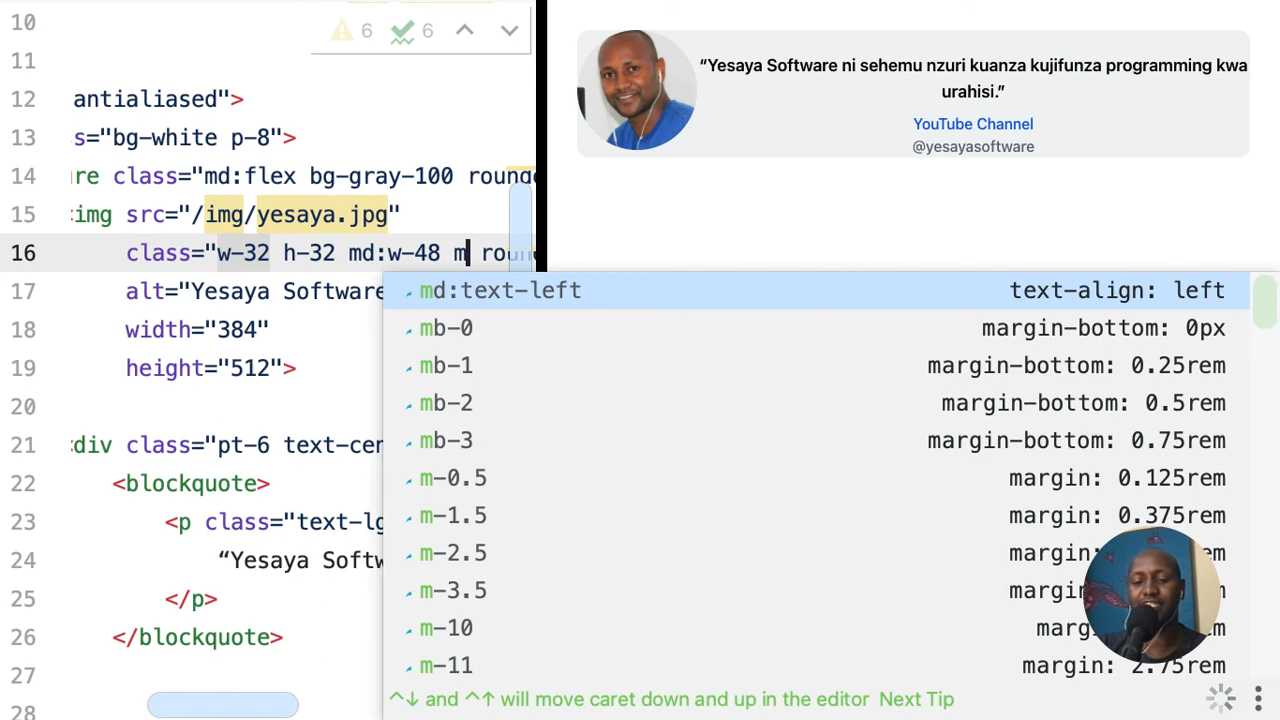 10
6 6
11
12 antialiased">
13 s="bg-white p-8">
14 re class="md:flex bg-gray-100
15 img src="/img/yesaya.jpg"
16 class="w-32 h-32 md:w-48 m
17 alt="Yesaya Software
18 width="384"
19 height="512">
20
21 div class="pt-6
22 <blockquote>
23 <p class="text-lg
24 “Yesaya
25 </p>
26 </blockquote>
27
28
“Yesaya Software ni sehemu nzuri kuanza kujifunza programming kwa
urahisi.”
YouTube Channel
@yesayasoftware
md:text-left text-align: left
mb-0 margin-bottom: 0px
mb-1 margin-bottom: 0.25rem
mb-2 margin-bottom: 0.5rem
mb-3 margin-bottom: 0.75rem
m-0.5 margin: 0.125rem
m-1.5 margin: 0.375rem
m-2.5 margin:
m-3.5
m-10
m-11 margin: 2.75rem
^↓ and ^↑ will move caret down and up in the editor Next Tip